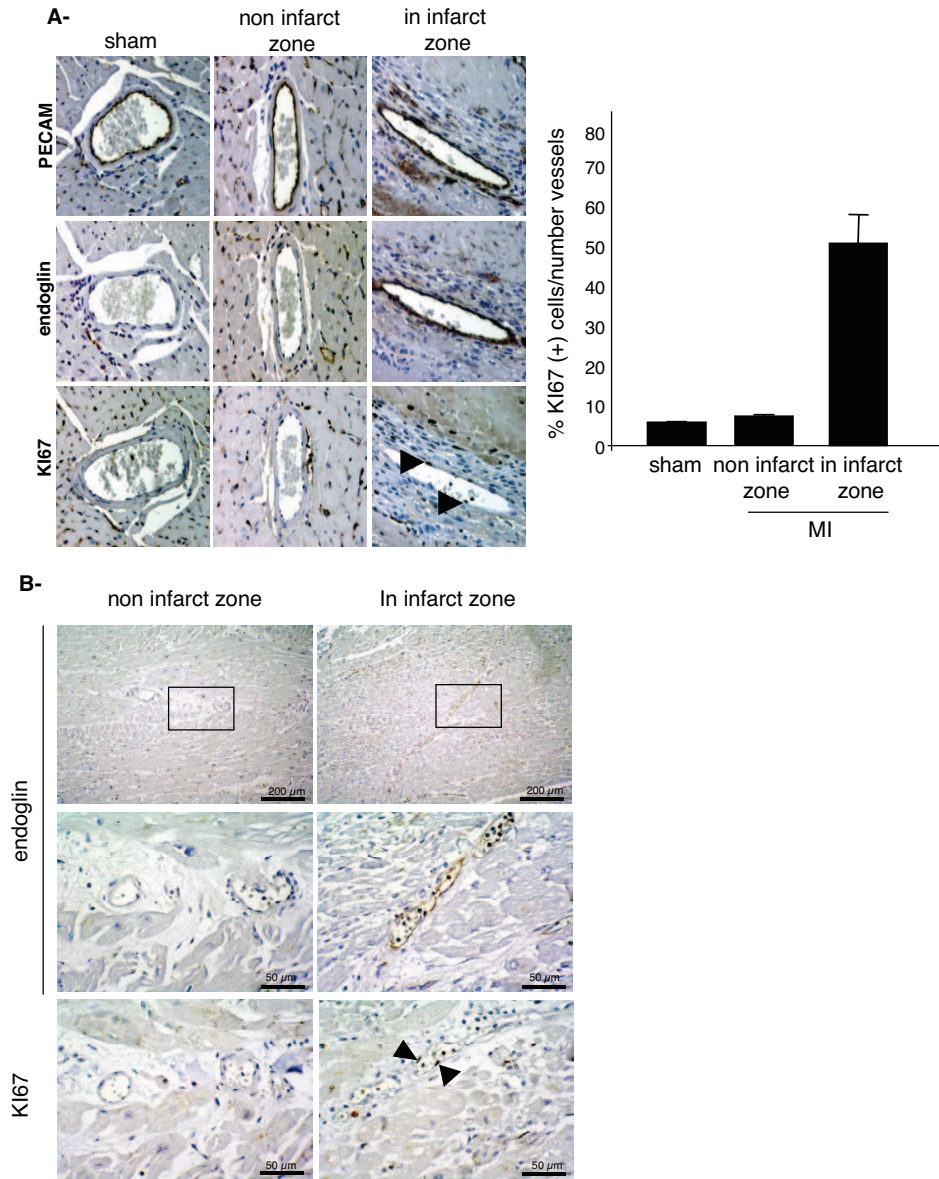 A-
sham
non infarct
zone
in infarct
zone
PECAM
endoglin
KI67
% KI67 (+) cells/number vessels
80
70
60
50
40
30
20
10
0
sham
non infarct
zone
in infarct
zone
MI
B-
non infarct zone
In infarct zone
endoglin
200 µm
200 µm
50 µm
50 µm
KI67
50 µm
50 µm